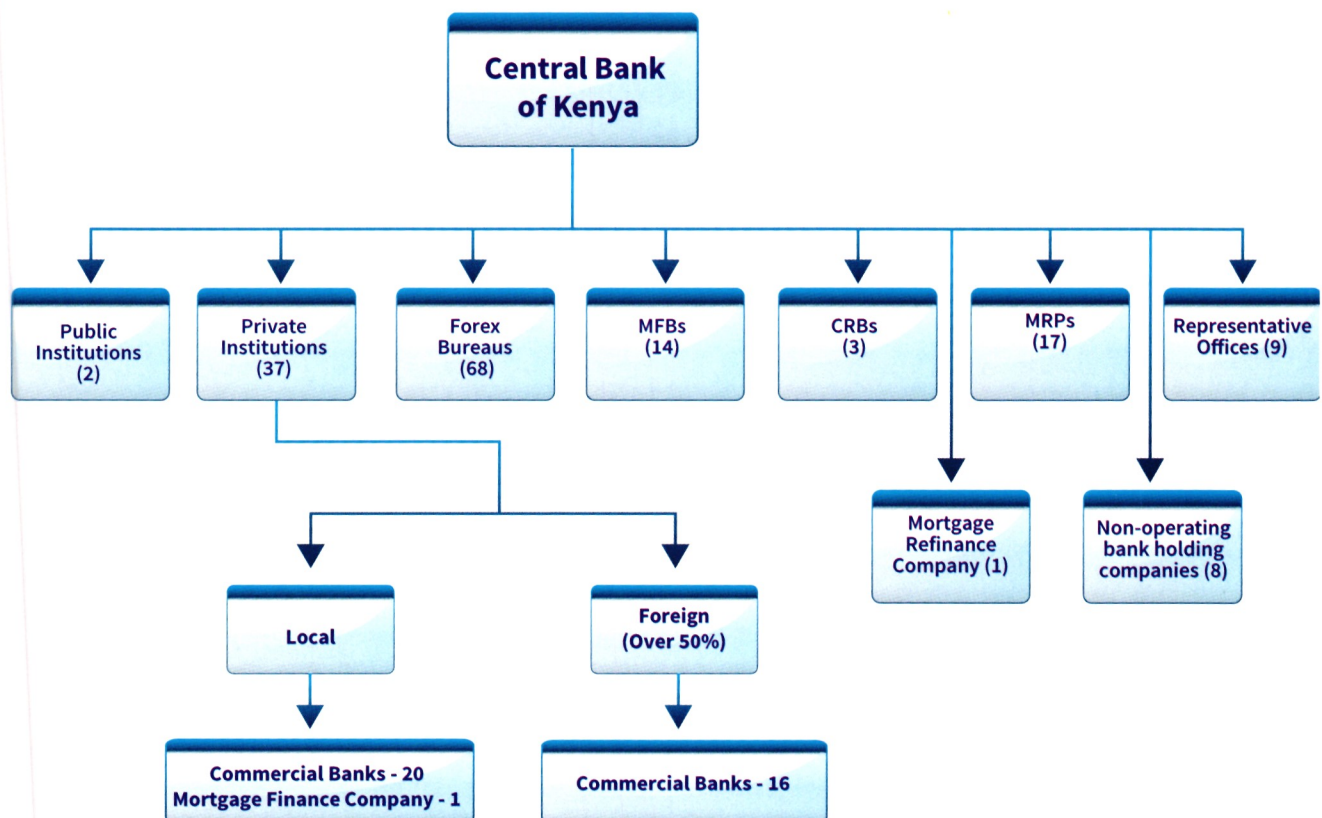 Central Bank
of Kenya
Public
Institutions
(2)
Private
Institutions
(37)
Forex
Bureaus
(68)
MFBs
(14)
CRBs
(3)
MRPs
(17)
Representative
Offices (9)
Mortgage
Refinance
Company (1)
Non-operating
bank holding
companies (8)
Local
Foreign
(Over 50%)
Commercial Banks - 20
Mortgage Finance Company - 1
Commercial Banks - 16